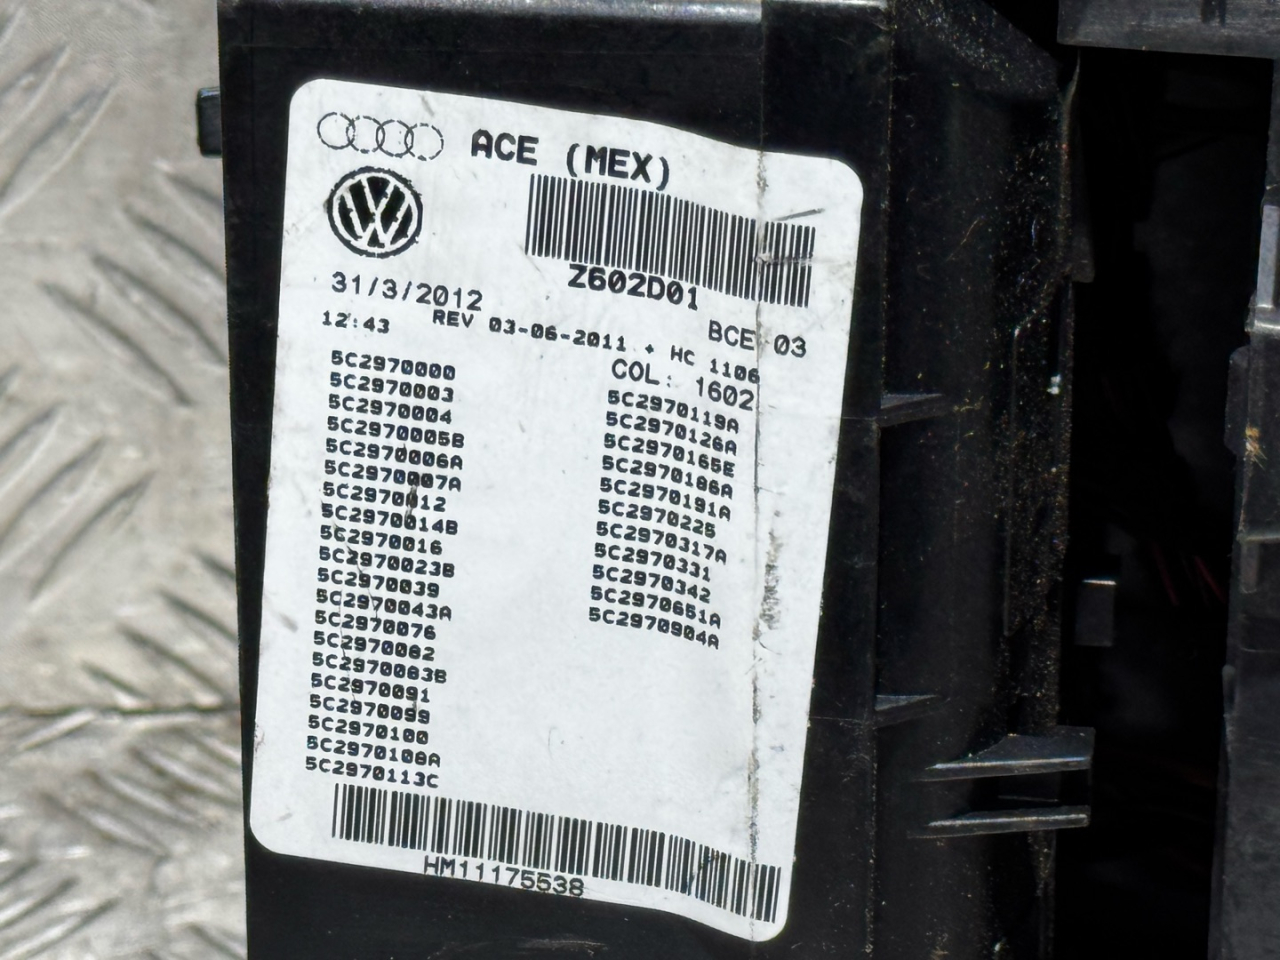 ACE (MEX)
Z602D01
31/3/2012
BCE 03
12:43
REV 03-06-2011 + HC 1106
COL: 1602
5C2970000
5C2970003
5C2970004
5C2970005B
5C2970006A
5C2970007A
5C2970012
5C2970014B
5C2970016
5C2970023B
5C2970039
5C2970043A
5C2970076
5C2970082
5C2970083B
5C2970091
5C2970099
5C2970100
5C2970108A
5C2970113C
5C2970119A
5C2970126A
5C2970165E
5C2970186A
5C2970191A
5C2970225
5C2970317A
5C2970331
5C2970342
5C2970651A
5C2970904A
HM11175538